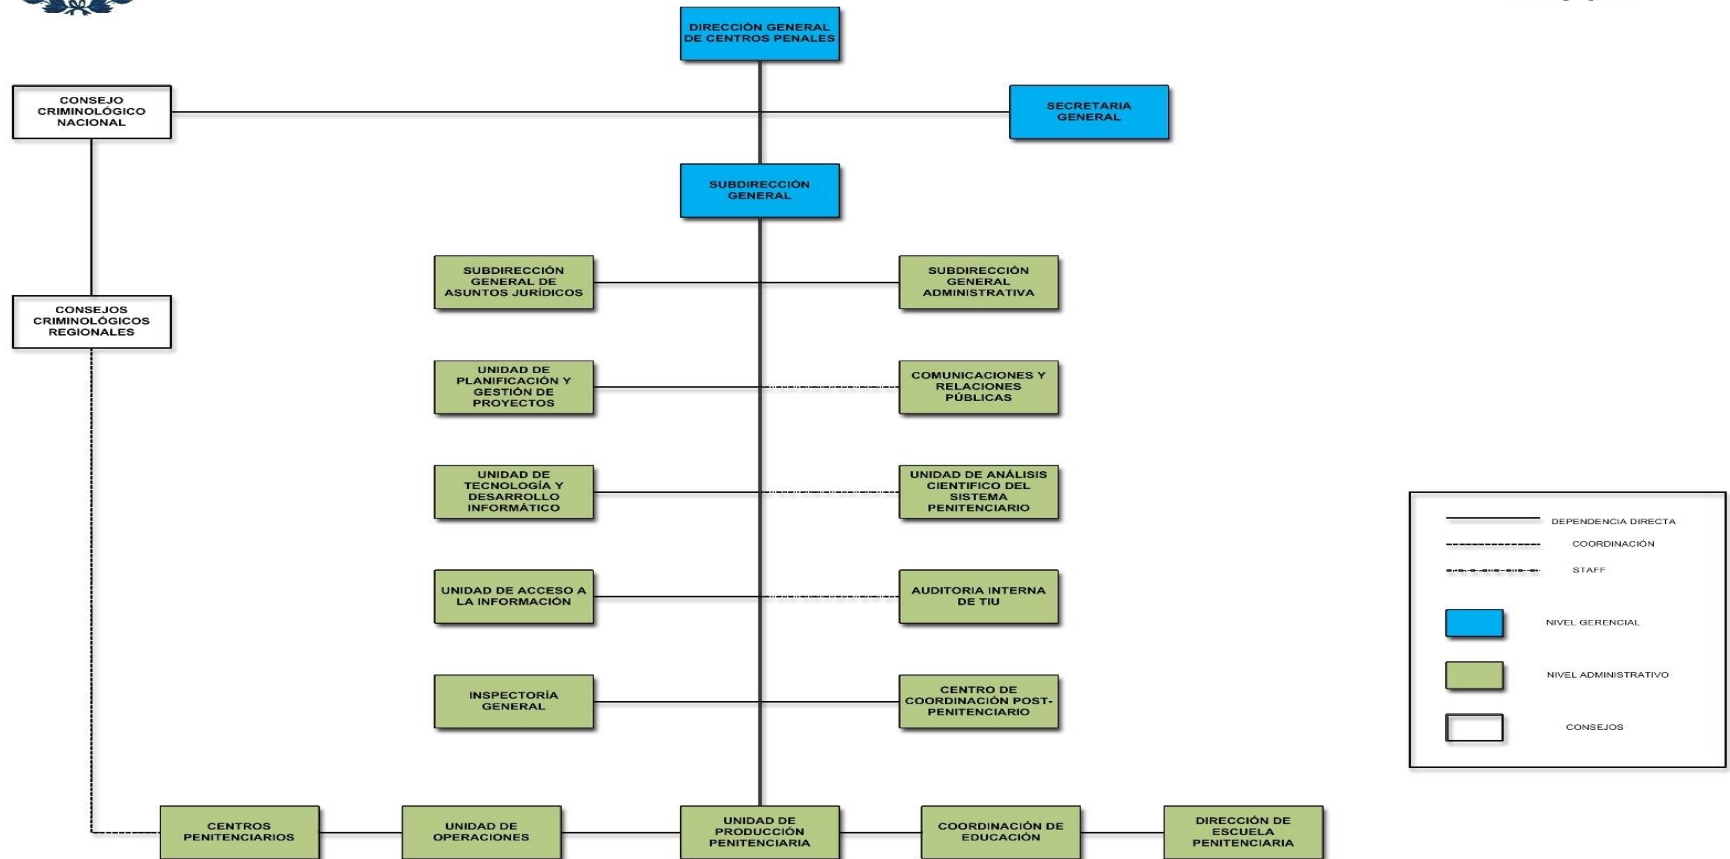 DIRECCIÓN GENERAL
DE CENTROS PENALES
CONSEJO
CRIMINOLÓGICO
NACIONAL
SECRETARIA
GENERAL
SUBDIRECCIÓN
GENERAL
SUBDIRECCIÓN
GENERAL DE
ASUNTOS JURÍDICOS
SUBDIRECCIÓN
GENERAL
ADMINISTRATIVA
CONSEJOS
CRIMINOLÓGICOS
REGIONALES
UNIDAD DE
PLANIFICACIÓN Y
GESTIÓN DE
PROYECTOS
COMUNICACIONES Y
RELACIONES
PÚBLICAS
UNIDAD DE
TECNOLOGÍA Y
DESARROLLO
INFORMÁTICO
UNIDAD DE ANÁLISIS
CIENTIFICO DEL
SISTEMA
PENITENCIARIO
UNIDAD DE ACCESO A
LA INFORMACIÓN
AUDITORIA INTERNA
DE TIU
INSPECTORÍA
GENERAL
CENTRO DE
COORDINACIÓN POST-
PENITENCIARIO
CENTROS
PENITENCIARIOS
UNIDAD DE
OPERACIONES
UNIDAD DE
PRODUCCIÓN
PENITENCIARIA
COORDINACIÓN DE
EDUCACIÓN
DIRECCIÓN DE
ESCUELA
PENITENCIARIA
DEPENDENCIA DIRECTA
COORDINACIÓN
STAFF
NIVEL GERENCIAL
NIVEL ADMINISTRATIVO
CONSEJOS